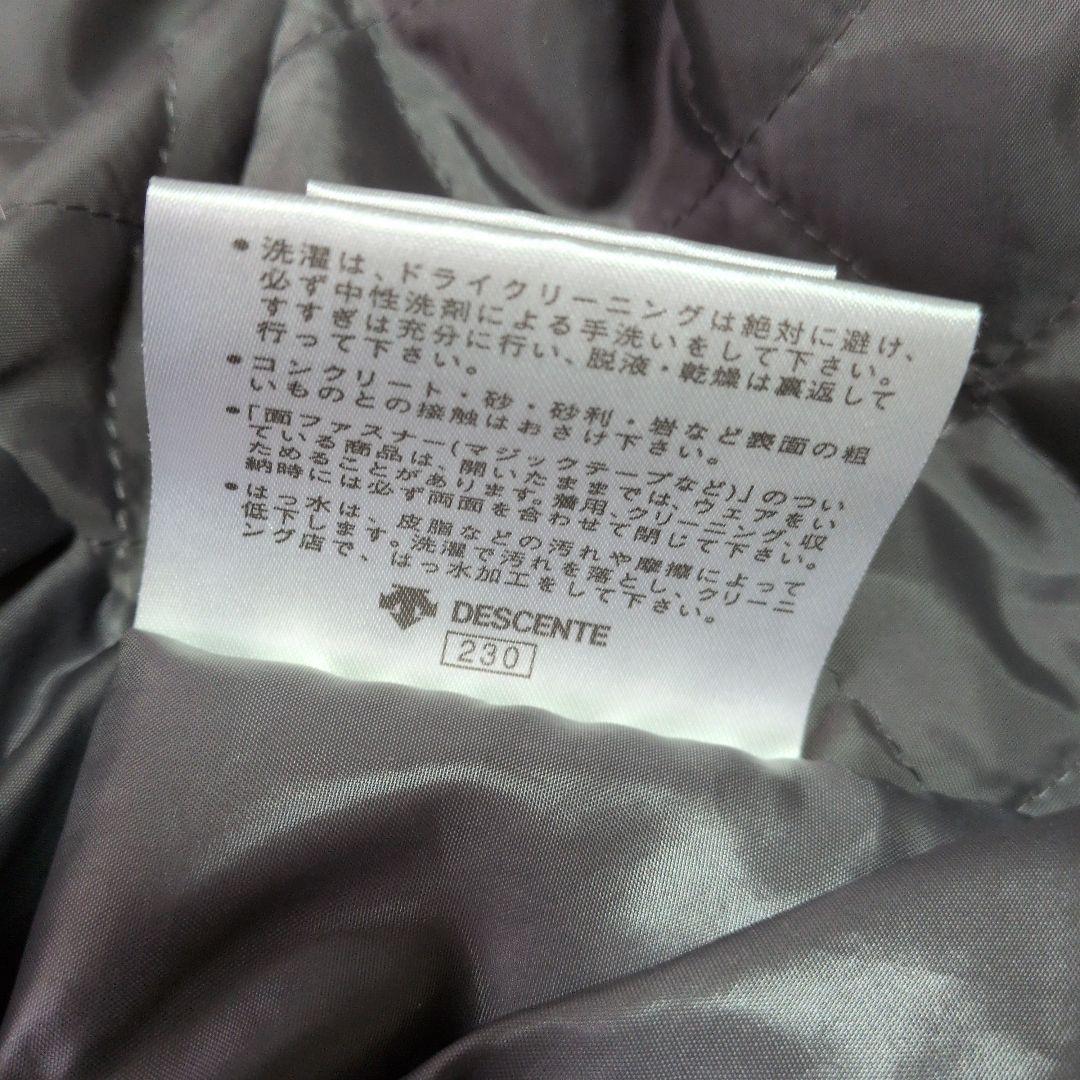 • 洗濯は、ドライクリーニングは絶対に避け、
必ず中性洗剤による手洗いをして下さい。
すすぎは充分に行い、脱液・乾燥は裏返して
行って下さい。
• コンクリート・砂・砂利・岩など表面の粗
いものとの接触はおさけ下さい。
• 「面ファスナー(マジックテープなど)」のつい
ている商品は、開いたままでは、ウェアをい
ためることがあります。着用、クリーニング、収
納時には必ず両面を合わせて閉じて下さい。
• はっ水は、皮脂などの汚れや摩擦によって
低下します。洗濯で汚れを落とし、クリーニ
ング店で、はっ水加工をして下さい。
DESCENTE
230